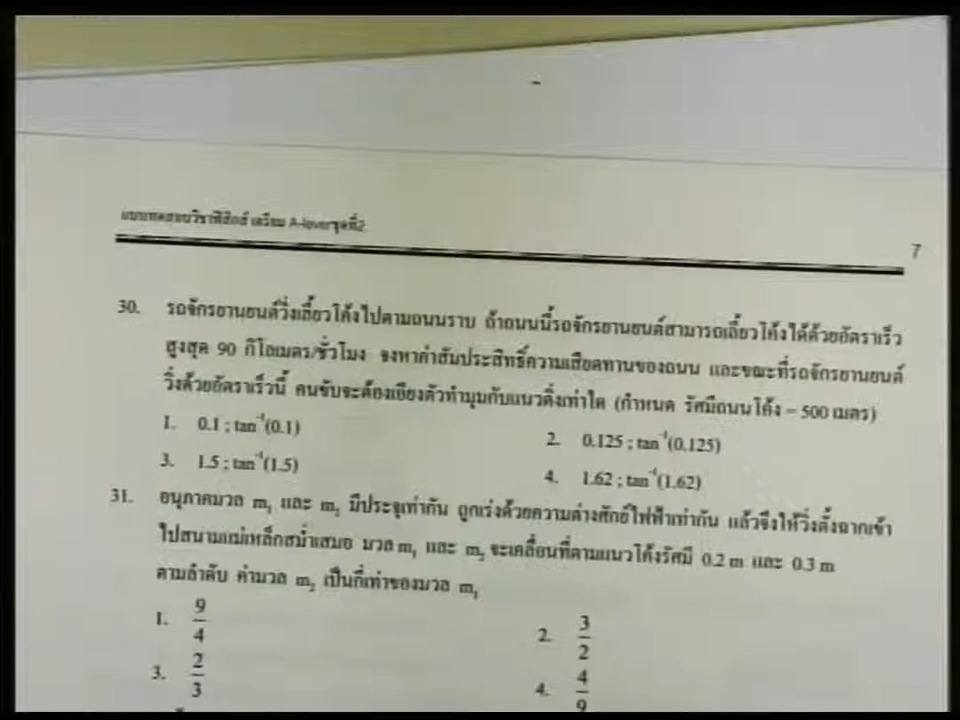 แบบทดสอบวิชาฟิสิกส์ เตรียม A-lever ชุดที่2
7
30. รถจักรยานยนต์วิ่งเลี้ยวโค้งไปตามถนนราบ ถ้าถนนนี้รถจักรยานยนต์สามารถเลี้ยวโค้งได้ด้วยอัตราเร็ว
สูงสุด 90 กิโลเมตร/ชั่วโมง จงหาค่าสัมประสิทธิ์ความเสียดทานของถนน และขณะที่รถจักรยานยนต์
วิ่งด้วยอัตราเร็วนี้ คนขับจะต้องเอียงตัวทำมุมกับแนวดิ่งเท่าใด (กำหนด รัศมีถนนโค้ง = 500 เมตร)
1. 0.1 ; tan⁻¹(0.1) 2. 0.125 ; tan⁻¹(0.125)
3. 1.5 ; tan⁻¹(1.5) 4. 1.62 ; tan⁻¹(1.62)
31. อนุภาคมวล m₁ และ m₂ มีประจุเท่ากัน ถูกเร่งด้วยความต่างศักย์ไฟฟ้าเท่ากัน แล้วจึงให้วิ่งตั้งฉากเข้า
ไปสนามแม่เหล็กสม่ำเสมอ มวล m₁ และ m₂ จะเคลื่อนที่ตามแนวโค้งรัศมี 0.2 m และ 0.3 m
ตามลำดับ ค่ามวล m₂ เป็นกี่เท่าของมวล m₁
1. 9/4 2. 3/2
3. 2/3 4. 4/9